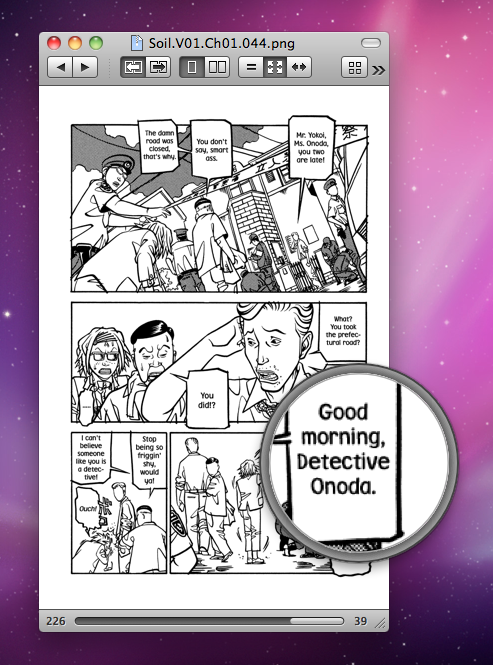 Soil.V01.Ch01.044.png
The damn
road was
closed,
that's why.
You don't
say, smart
ass.
Mr. Yokoi,
Ms. Onoda,
you two
are late!
What?
You took
the prefec-
tural road?
You
did!?
Good
morning,
Detective
Onoda.
I can't
believe
someone
like you is
a detec-
tive!
Stop
being so
friggin'
shy,
would
ya!
Ouch!
226
39